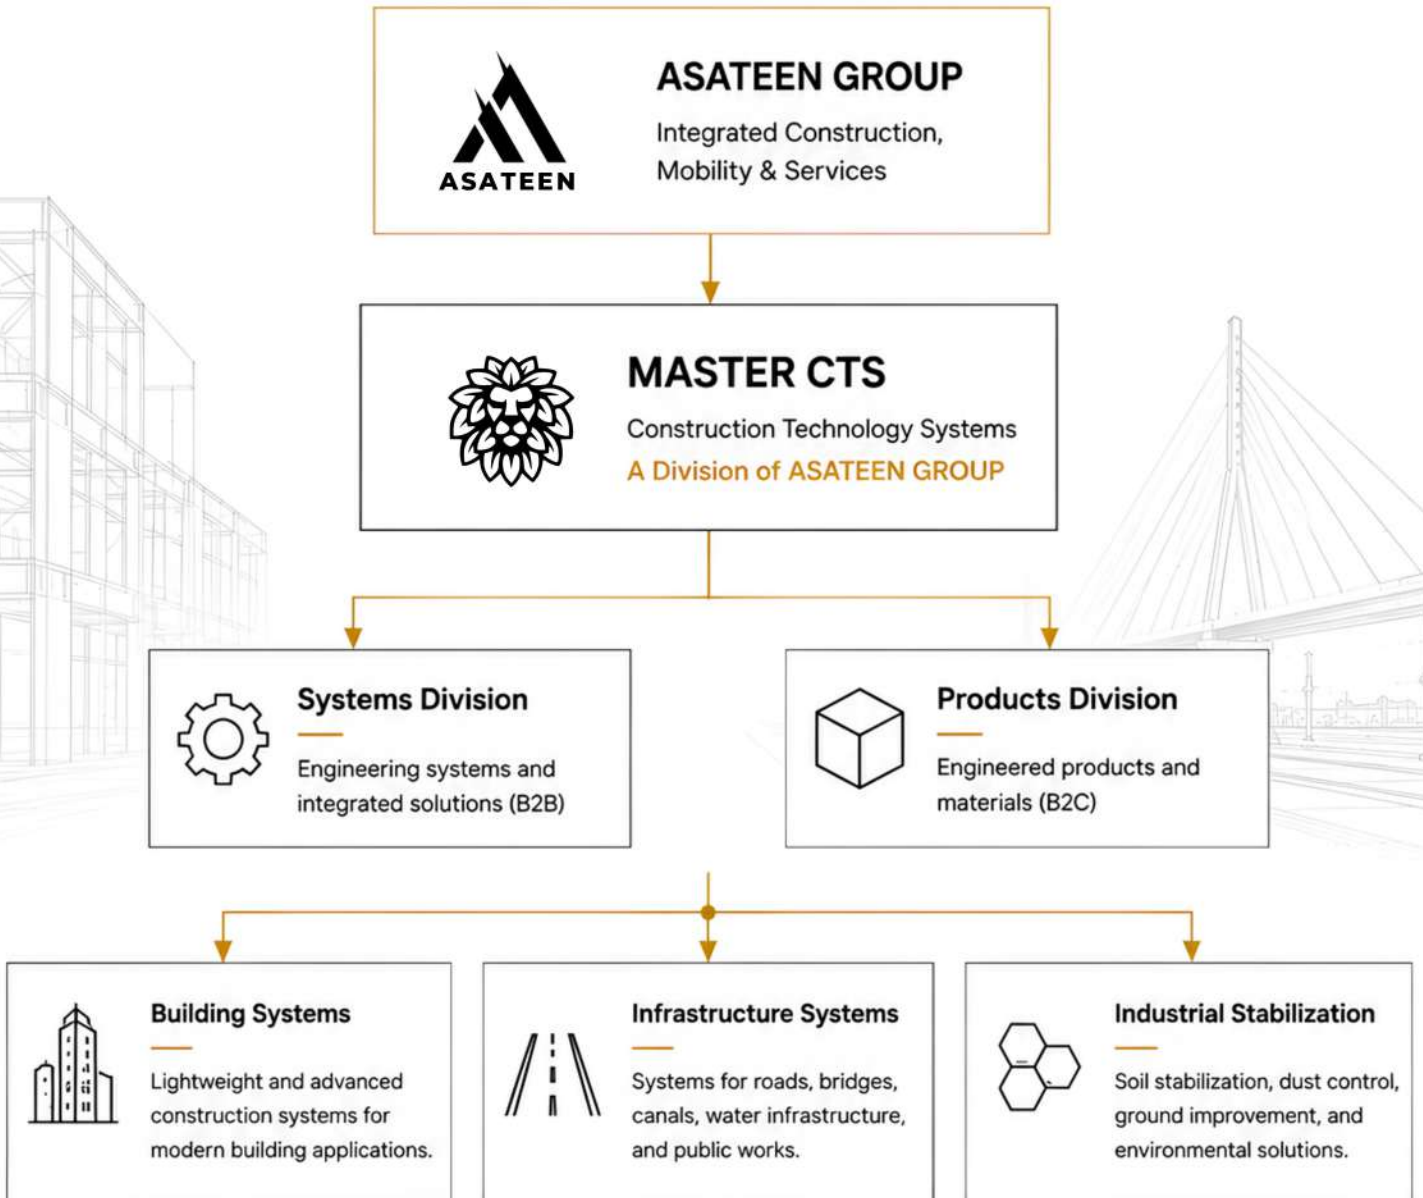 ASATEEN
ASATEEN GROUP
Integrated Construction,
Mobility & Services
MASTER CTS
Construction Technology Systems
A Division of ASATEEN GROUP
Systems Division
Engineering systems and
integrated solutions (B2B)
Products Division
Engineered products and
materials (B2C)
Building Systems
Lightweight and advanced
construction systems for
modern building applications.
Infrastructure Systems
Systems for roads, bridges,
canals, water infrastructure,
and public works.
Industrial Stabilization
Soil stabilization, dust control,
ground improvement, and
environmental solutions.